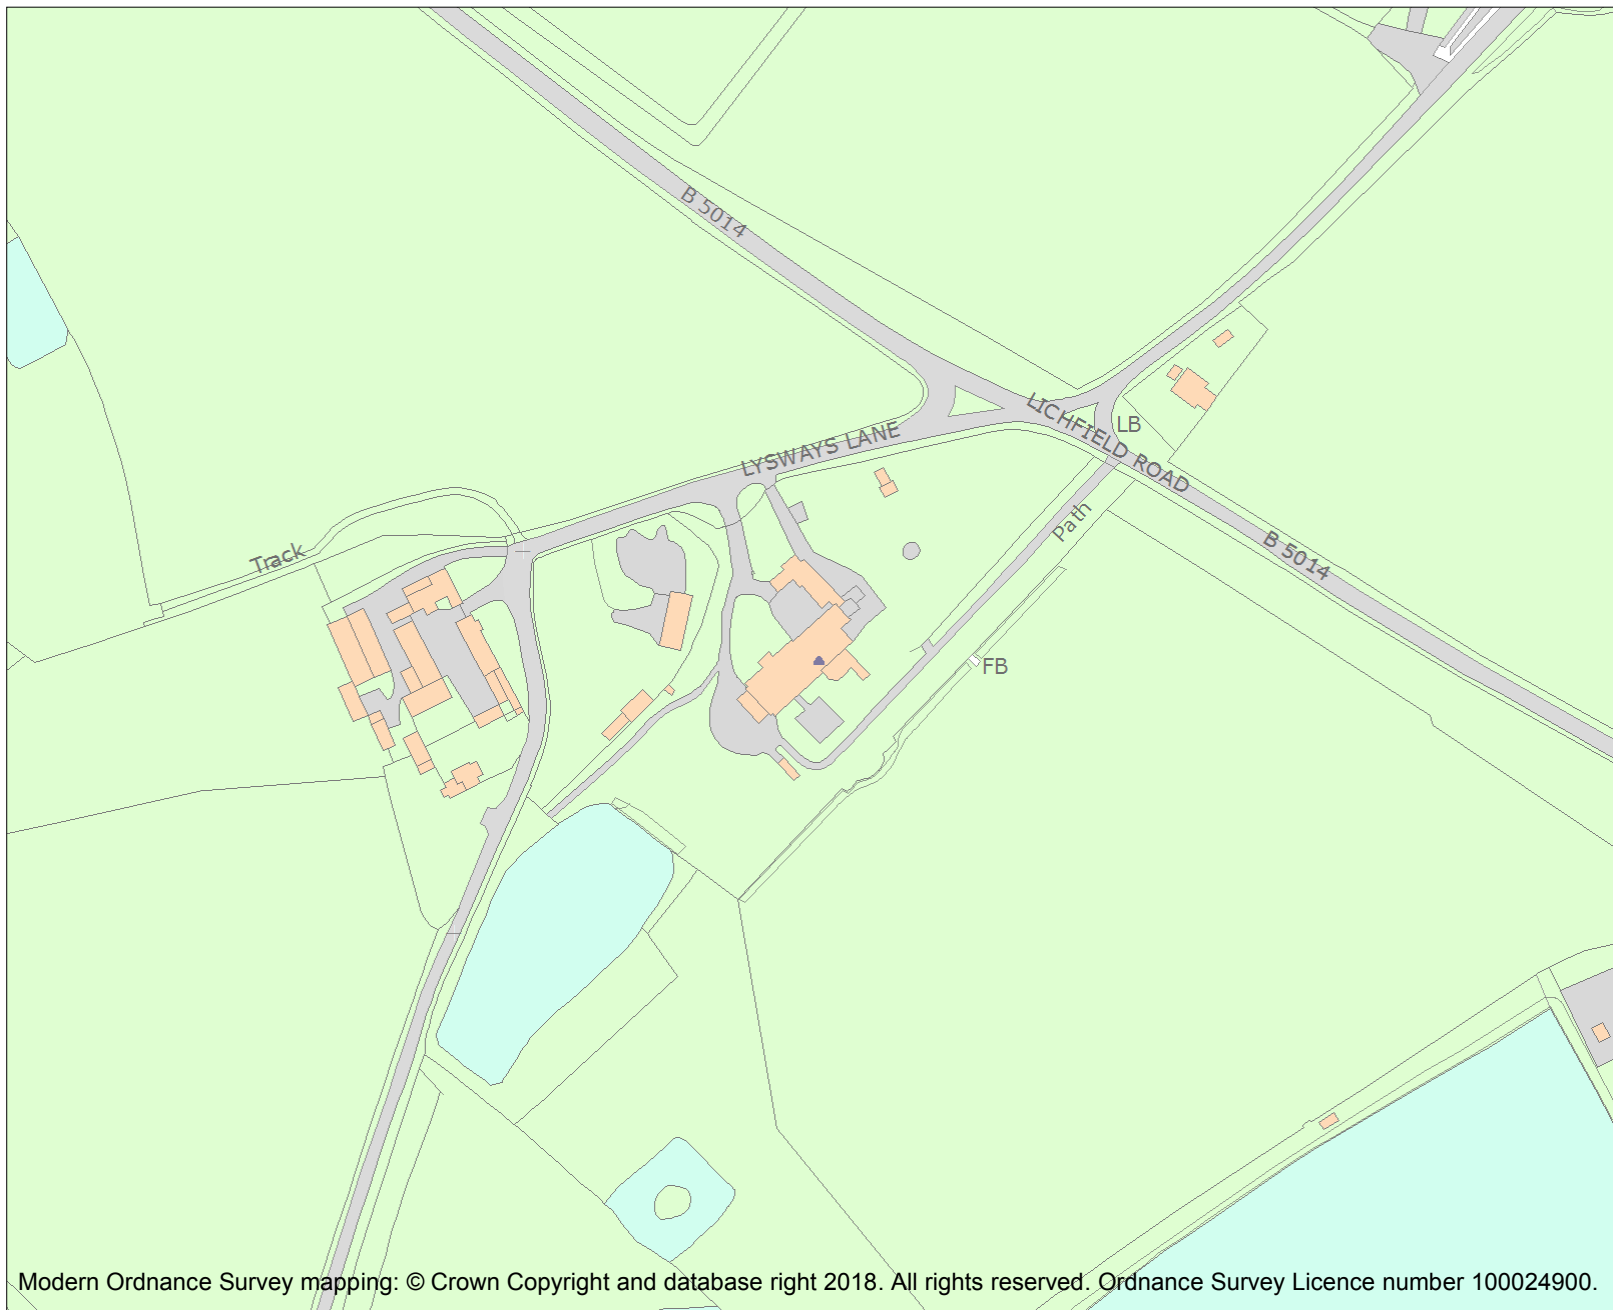 B 5014
LICHFIELD ROAD
LB
LYSWAYS LANE
Path
B 5014
Track
FB
Modern Ordnance Survey mapping: © Crown Copyright and database right 2018. All rights reserved. Ordnance Survey Licence number 100024900.